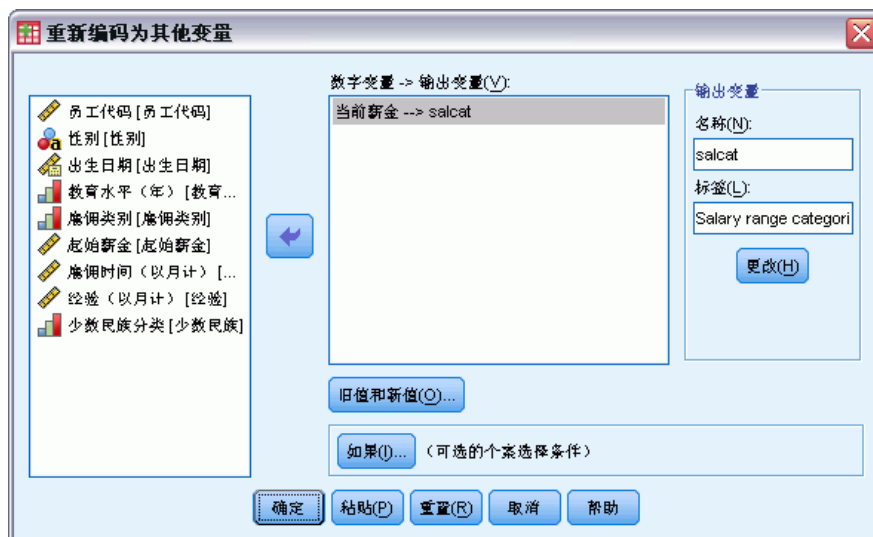 重新编码为其他变量
员工代码 [员工代码]
性别 [性别]
出生日期 [出生日期]
教育水平（年） [教育...
雇佣类别 [雇佣类别]
起始薪金 [起始薪金]
雇佣时间（以月计） [...
经验（以月计） [经验]
少数民族分类 [少数民族]
数字变量 -> 输出变量(V):
当前薪金 --> salcat
输出变量
名称(N):
salcat
标签(L):
Salary range categori
更改(H)
旧值和新值(O)...
如果(I)... （可选的个案选择条件）
确定 粘贴(P) 重置(R) 取消 帮助